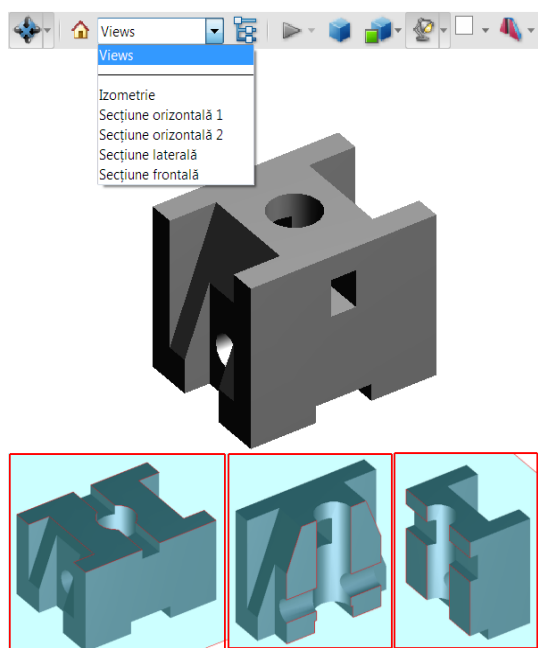 Views
Views
Izometrie
Secțiune orizontală 1
Secțiune orizontală 2
Secțiune laterală
Secțiune frontală